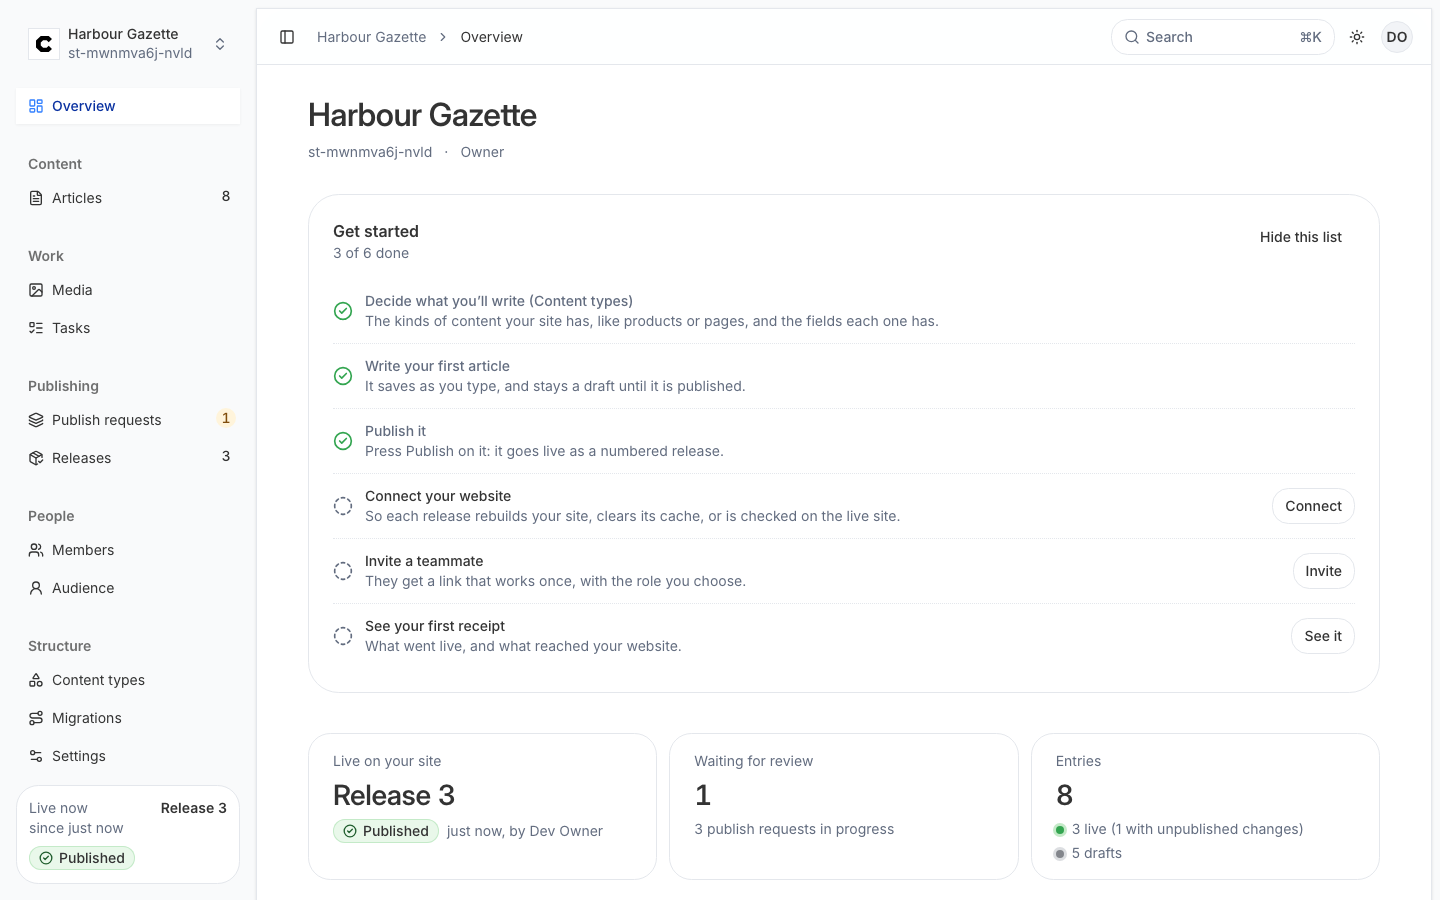 Harbour Gazette
st-mwnmva6j-nvld
Overview
Content
Articles 8
Work
Media
Tasks
Publishing
Publish requests 1
Releases 3
People
Members
Audience
Structure
Content types
Migrations
Settings
Live now Release 3
since just now
Published
Harbour Gazette > Overview
Search ⌘K
DO
Harbour Gazette
st-mwnmva6j-nvld · Owner
Get started
3 of 6 done
Hide this list
Decide what you’ll write (Content types)
The kinds of content your site has, like products or pages, and the fields each one has.
Write your first article
It saves as you type, and stays a draft until it is published.
Publish it
Press Publish on it: it goes live as a numbered release.
Connect your website
So each release rebuilds your site, clears its cache, or is checked on the live site.
Connect
Invite a teammate
They get a link that works once, with the role you choose.
Invite
See your first receipt
What went live, and what reached your website.
See it
Live on your site
Release 3
Published just now, by Dev Owner
Waiting for review
1
3 publish requests in progress
Entries
8
3 live (1 with unpublished changes)
5 drafts